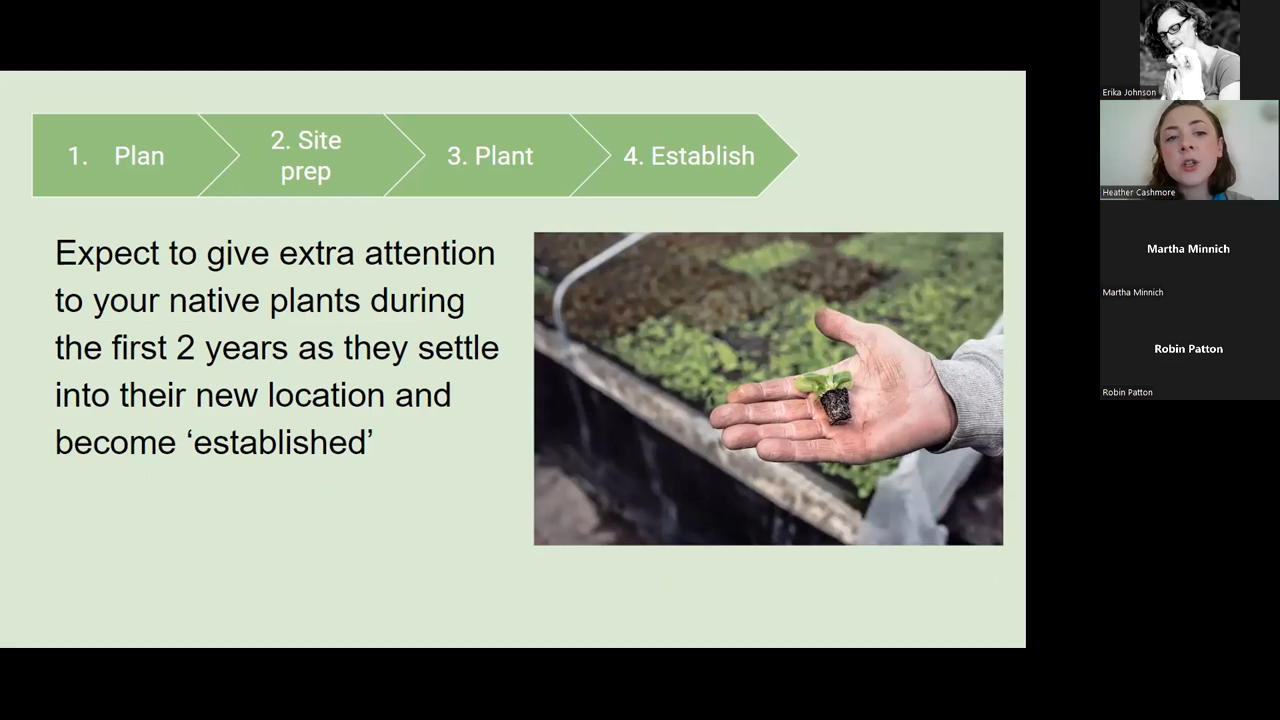 1. Plan
2. Site
prep
3. Plant
4. Establish
Expect to give extra attention
to your native plants during
the first 2 years as they settle
into their new location and
become ‘established’
Erika Johnson
Heather Cashmore
Martha Minnich
Martha Minnich
Robin Patton
Robin Patton